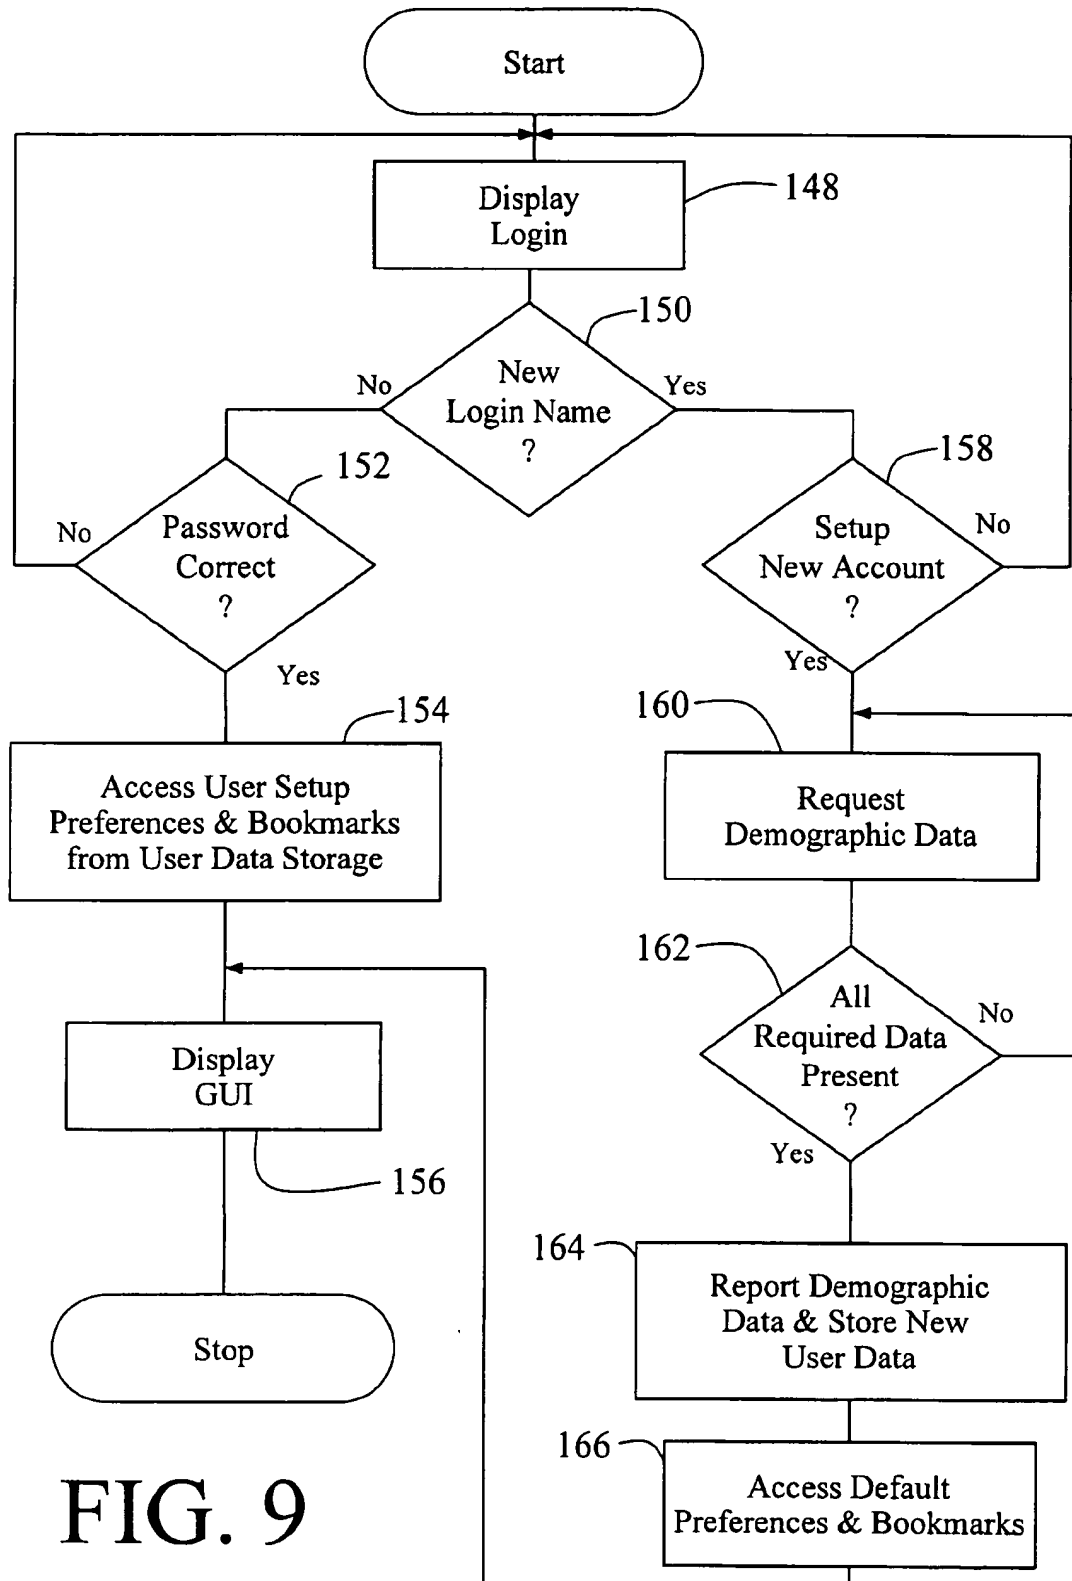 Start
Display
Login
148
New
Login Name
?
150
No
Yes
Password
Correct
?
152
No
Yes
Setup
New Account
?
158
No
Yes
154
Access User Setup
Preferences & Bookmarks
from User Data Storage
160
Request
Demographic Data
162
All
Required Data
Present
?
No
Yes
Display
GUI
156
164
Report Demographic
Data & Store New
User Data
Stop
166
Access Default
Preferences & Bookmarks
FIG. 9